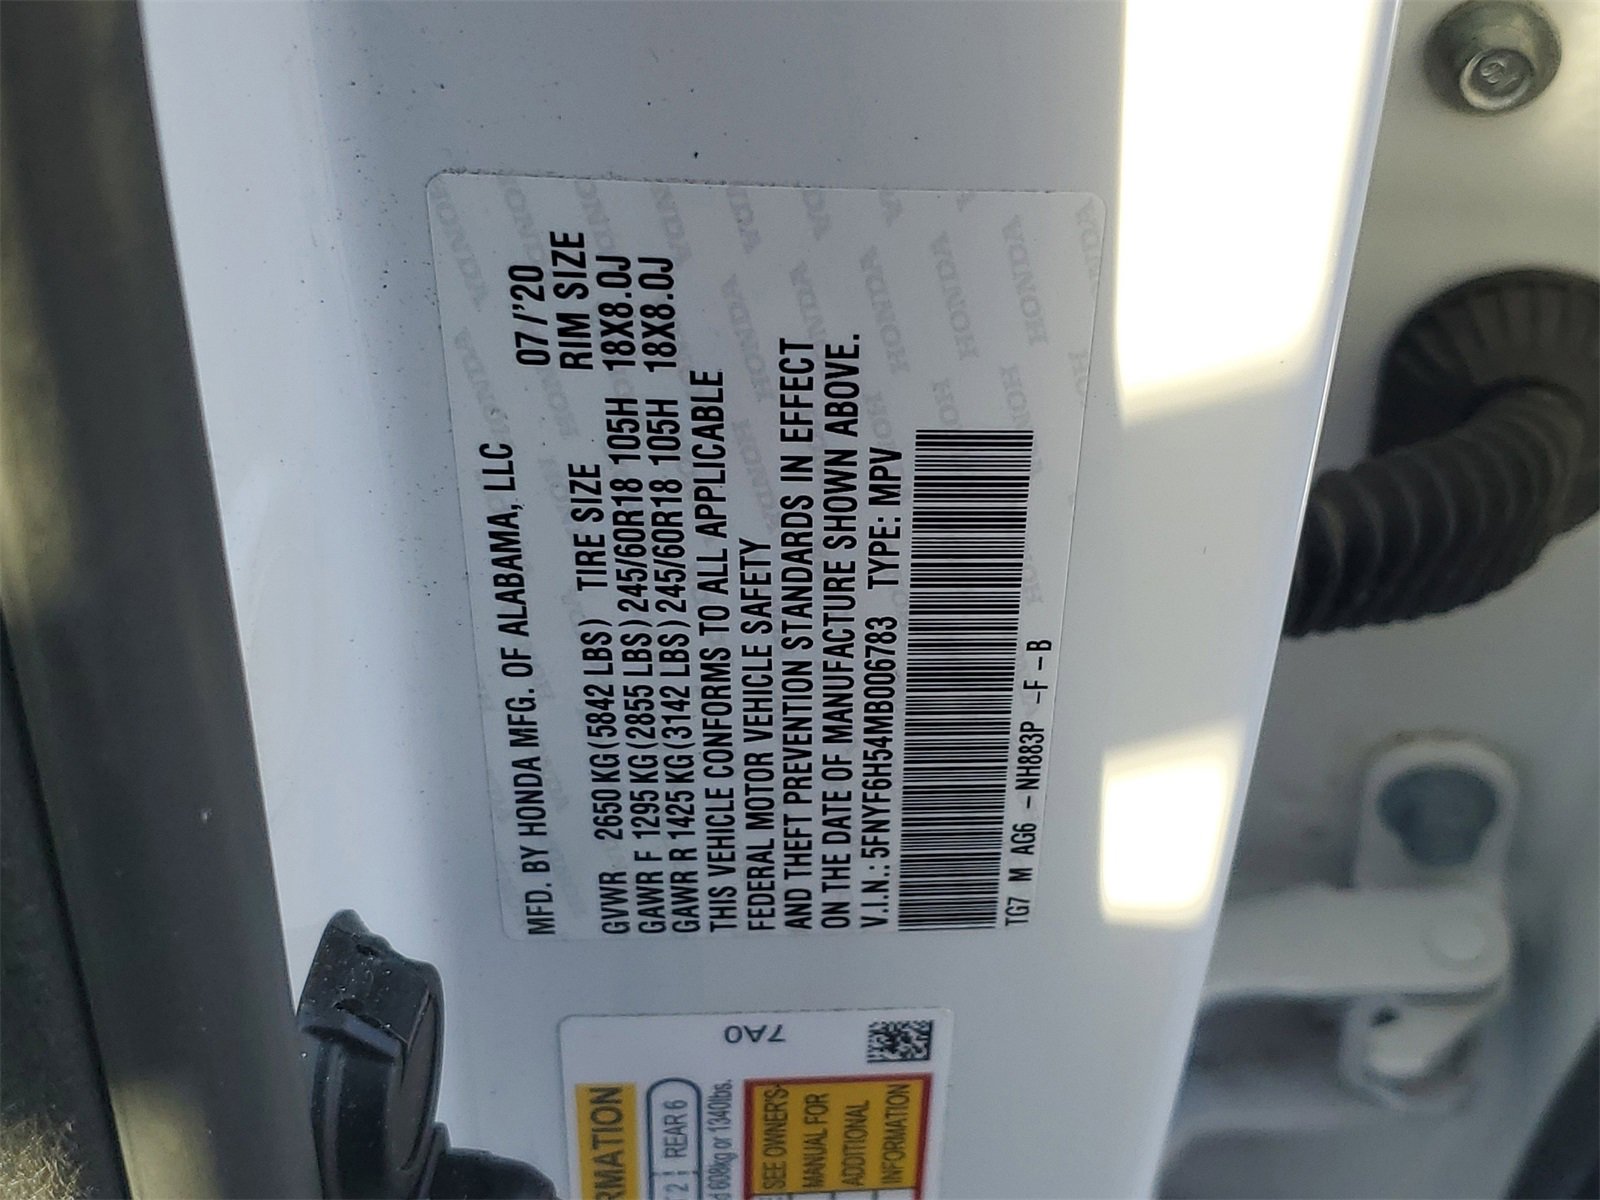 MFD. BY HONDA MFG. OF ALABAMA, LLC 07/'20
GVWR 2650 KG (5842 LBS) TIRE SIZE RIM SIZE
GAWR F 1295 KG (2855 LBS) 245/60R18 105H 18X8.0J
GAWR R 1425 KG (3142 LBS) 245/60R18 105H 18X8.0J
THIS VEHICLE CONFORMS TO ALL APPLICABLE
FEDERAL MOTOR VEHICLE SAFETY
AND THEFT PREVENTION STANDARDS IN EFFECT
ON THE DATE OF MANUFACTURE SHOWN ABOVE.
V.I.N.: 5FNYF6H54MB006783 TYPE: MPV
TG7 M AG6 -NH883P -F -B
7A0
2 REAR 6
608kg or 1340lbs.
SEE OWNER'S
MANUAL FOR
ADDITIONAL
INFORMATION